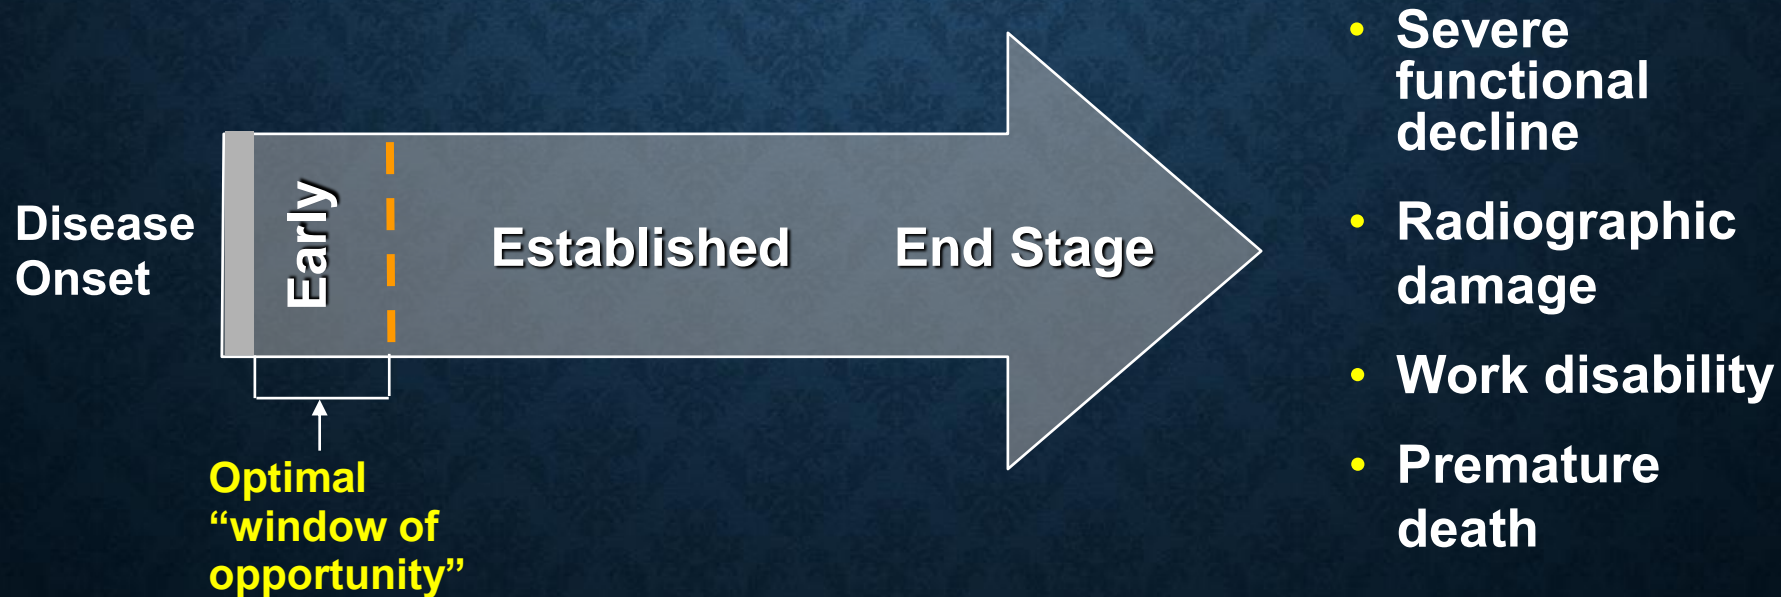 Disease
Onset
Early
Established
End Stage
Optimal
“window of
opportunity”
• Severe
functional
decline
• Radiographic
damage
• Work disability
• Premature
death